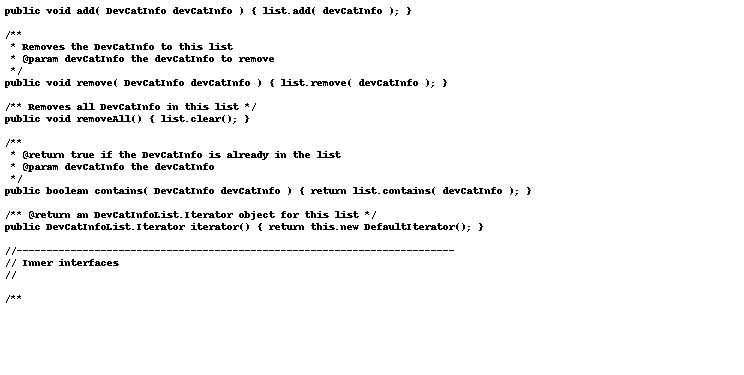 public void add( DevCatInfo devCatInfo ) { list.add( devCatInfo ); }
/**
* Removes the DevCatInfo to this list
* @param devCatInfo the devCatInfo to remove
*/
public void remove( DevCatInfo devCatInfo ) { list.remove( devCatInfo ); }
/** Removes all DevCatInfo in this list */
public void removeAll() { list.clear(); }
/**
* @return true if the DevCatInfo is already in the list
* @param devCatInfo the devCatInfo
*/
public boolean contains( DevCatInfo devCatInfo ) { return list.contains( devCatInfo ); }
/** @return an DevCatInfoList.Iterator object for this list */
public DevCatInfoList.Iterator iterator() { return this.new DefaultIterator(); }
//-------------------------------------------------------------------------
// Inner interfaces
//
/**